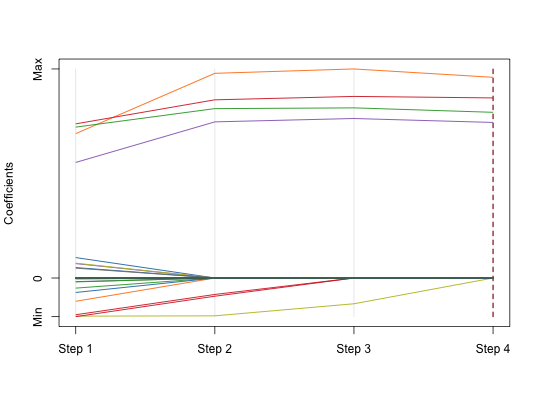 Coefficients
Max
0
Min
Step 1
Step 2
Step 3
Step 4